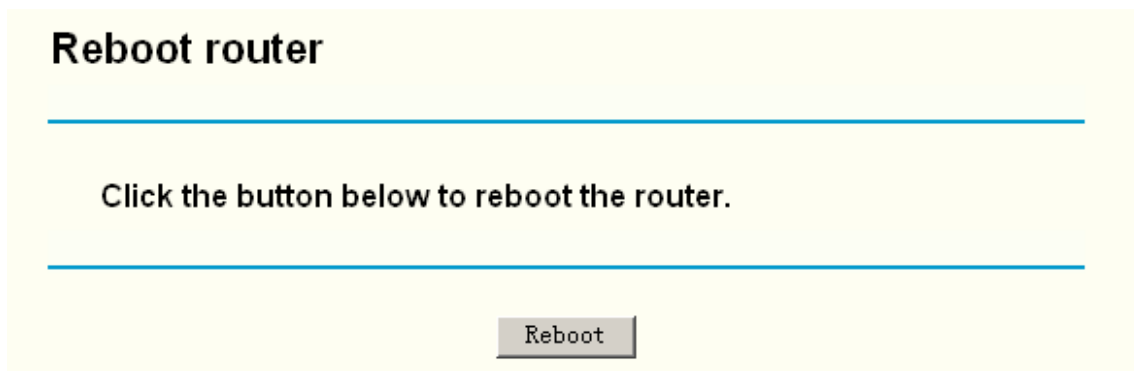 Reboot router
Click the button below to reboot the router.
Reboot